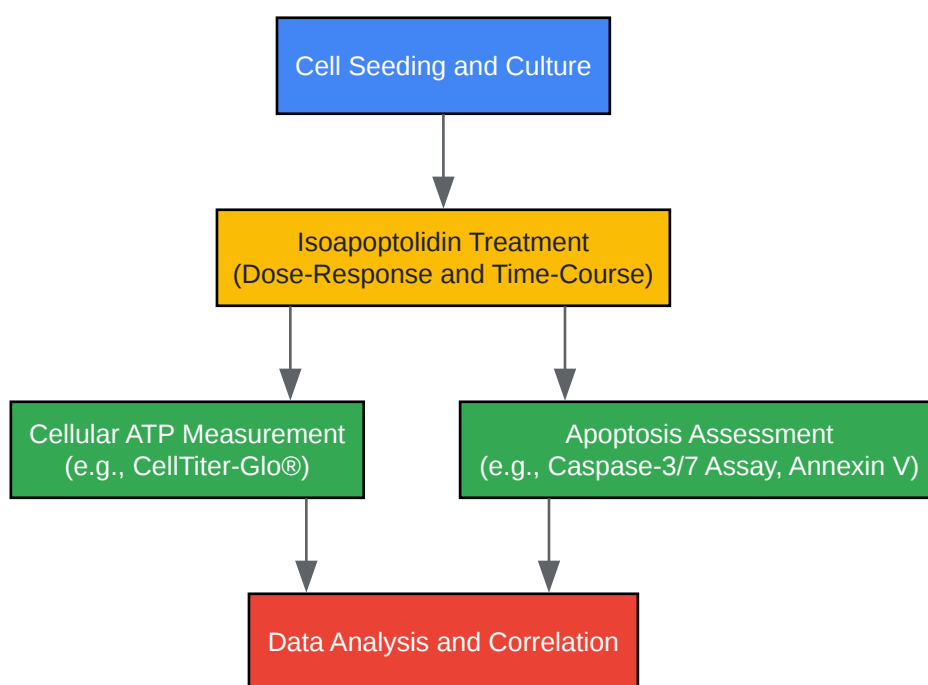 Cell Seeding and Culture
Isoapoptolidin Treatment
(Dose-Response and Time-Course)
Cellular ATP Measurement
(e.g., CellTiter-Glo®)
Apoptosis Assessment
(e.g., Caspase-3/7 Assay, Annexin V)
Data Analysis and Correlation